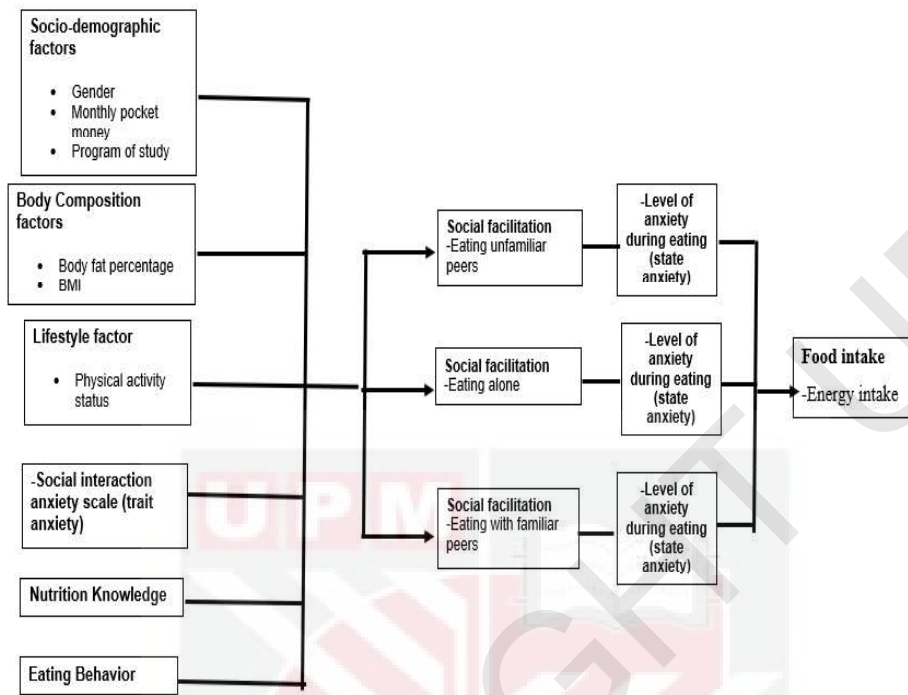 Socio-demographic
factors
• Gender
• Monthly pocket
money
• Program of study
Body Composition
factors
• Body fat percentage
• BMI
Lifestyle factor
• Physical activity
status
-Social interaction
anxiety scale (trait
anxiety)
Nutrition Knowledge
Eating Behavior
Social facilitation
-Eating unfamiliar
peers
Social facilitation
-Eating alone
Social facilitation
-Eating with familiar
peers
-Level of
anxiety
during eating
(state
anxiety)
-Level of
anxiety
during eating
(state
anxiety)
-Level of
anxiety
during eating
(state
anxiety)
Food intake
-Energy intake
UPM
GHT U